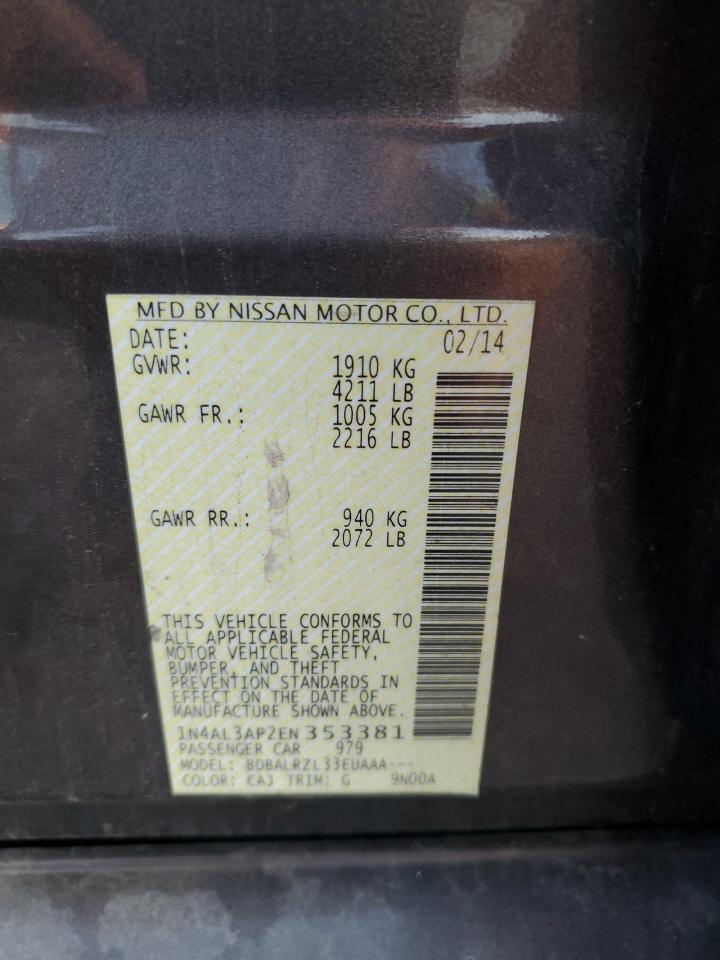 MFD BY NISSAN MOTOR CO., LTD.
DATE: 02/14
GVWR: 1910 KG
4211 LB
GAWR FR.: 1005 KG
2216 LB
GAWR RR.: 940 KG
2072 LB
THIS VEHICLE CONFORMS TO
ALL APPLICABLE FEDERAL
MOTOR VEHICLE SAFETY,
BUMPER, AND THEFT
PREVENTION STANDARDS IN
EFFECT ON THE DATE OF
MANUFACTURE SHOWN ABOVE.
1N4AL3AP2EN353381
PASSENGER CAR 979
MODEL: BDBALRZL33EUAAA---
COLOR: CAJ TRIM: G 9N00A